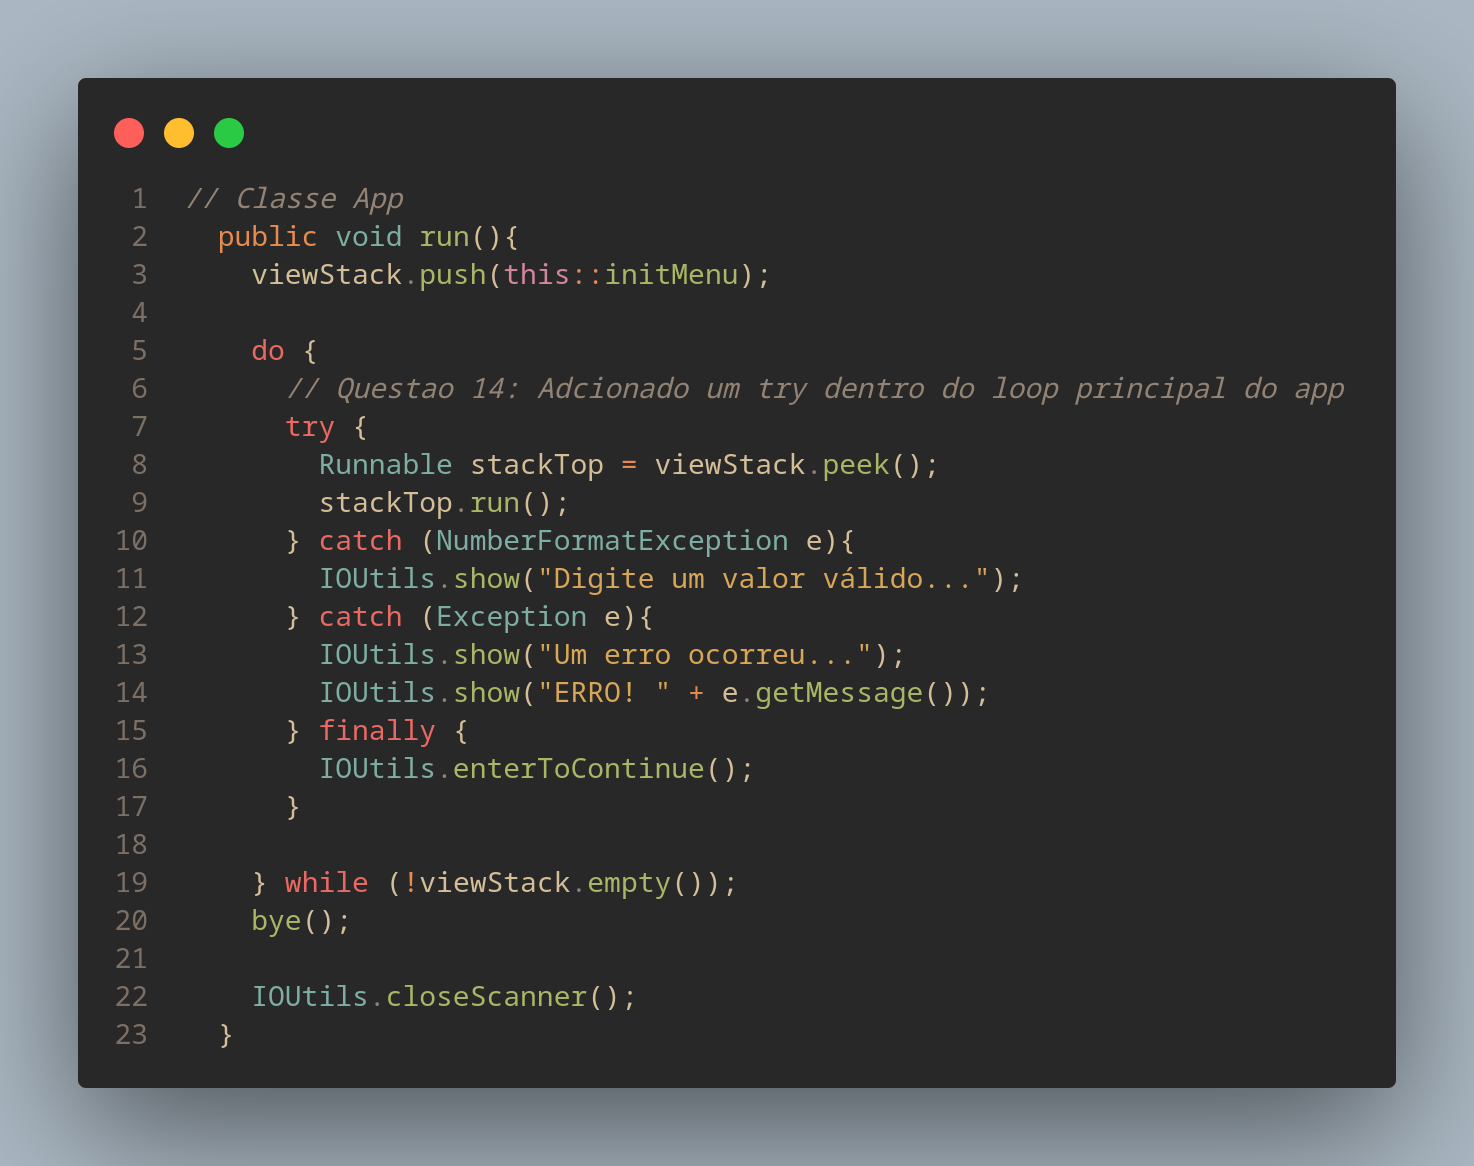 1 // Classe App
2 public void run(){
3 viewStack.push(this::initMenu);
4
5 do {
6 // Questao 14: Adcionado um try dentro do loop principal do app
7 try {
8 Runnable stackTop = viewStack.peek();
9 stackTop.run();
10 } catch (NumberFormatException e){
11 IOUtils.show("Digite um valor válido...");
12 } catch (Exception e){
13 IOUtils.show("Um erro ocorreu...");
14 IOUtils.show("ERRO! " + e.getMessage());
15 } finally {
16 IOUtils.enterToContinue();
17 }
18
19 } while (!viewStack.empty());
20 bye();
21
22 IOUtils.closeScanner();
23 }